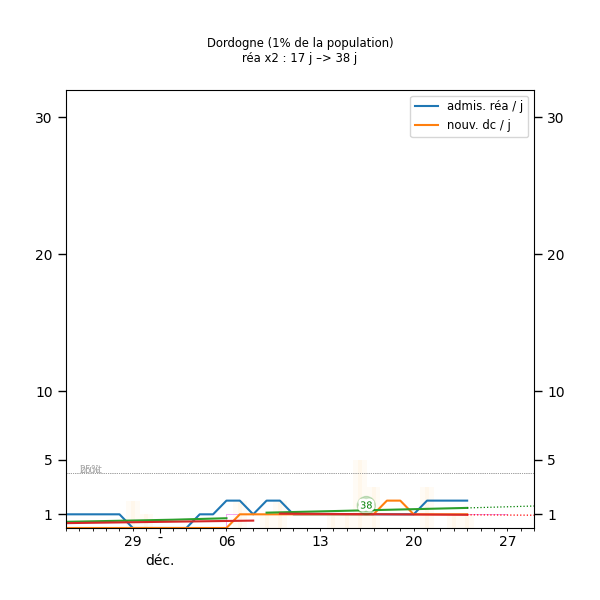 Dordogne (1% de la population)
réa x2 : 17 j –> 38 j
admis. réa / j
nouv. dc / j
30 30
20 20
10 10
5 5
38
1 1
29 - 06 13 20 27
déc.